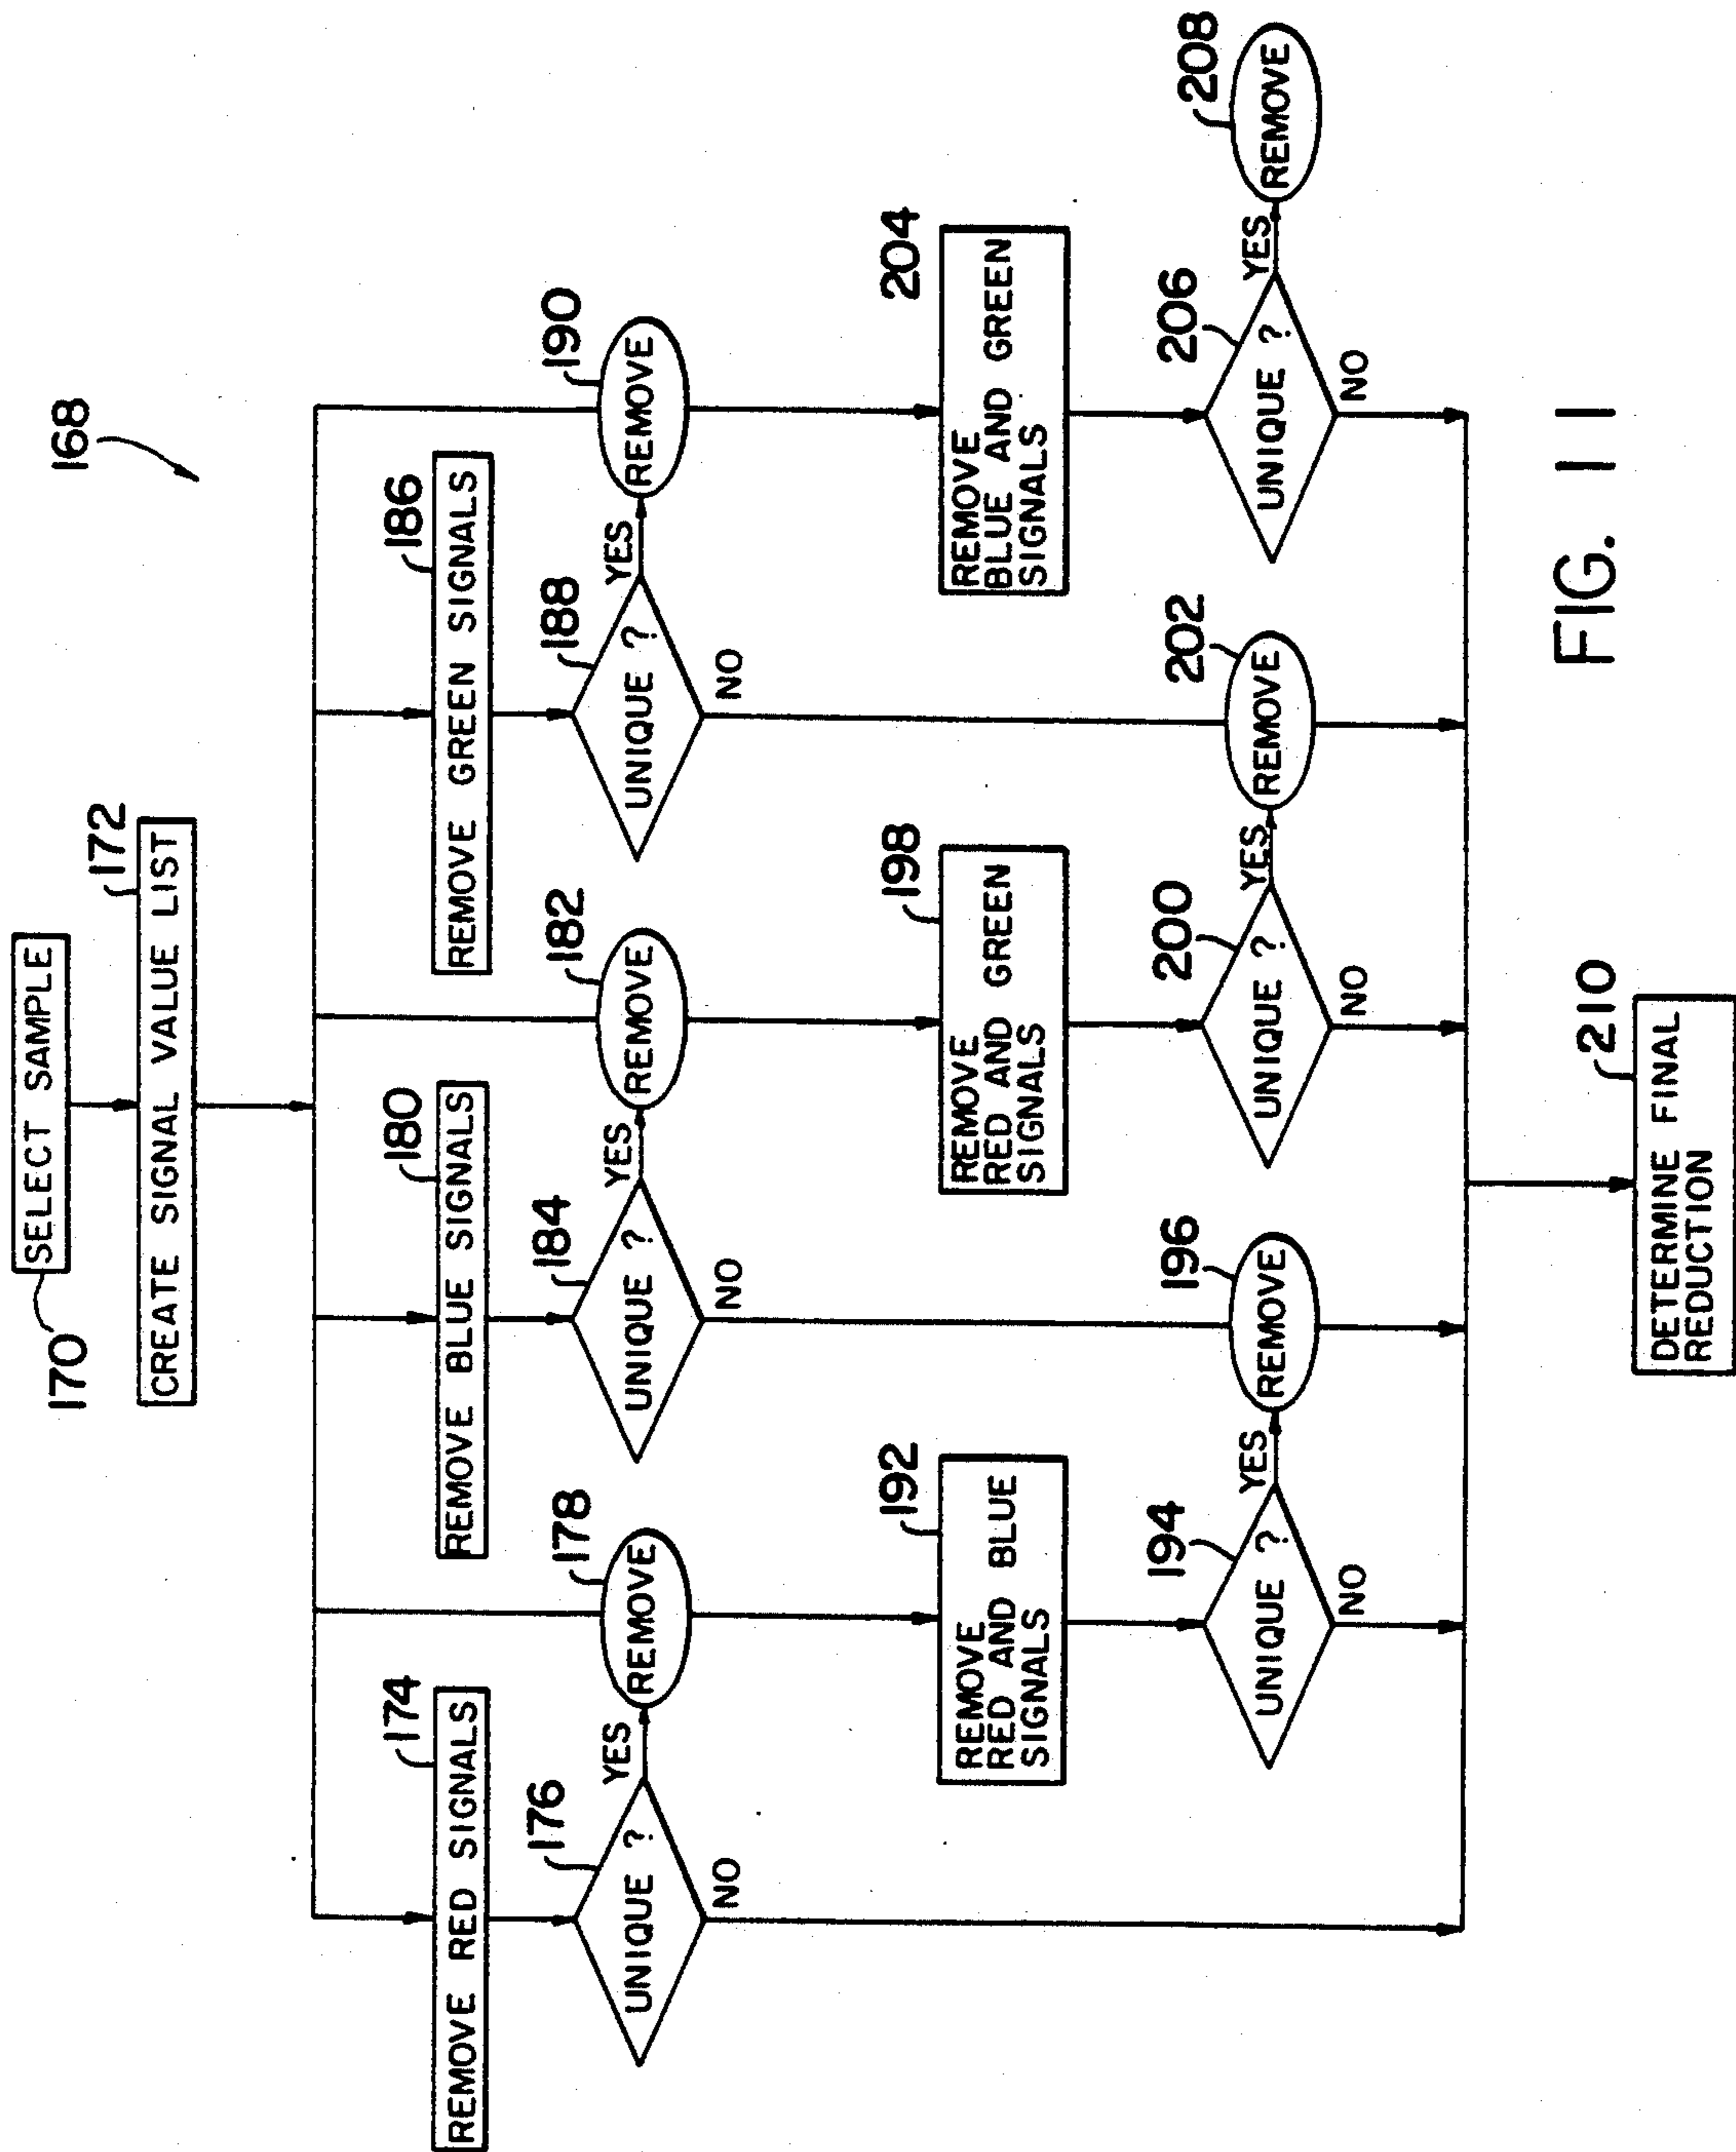 168
170
SELECT SAMPLE
172
CREATE SIGNAL VALUE LIST
174
REMOVE RED SIGNALS
180
REMOVE BLUE SIGNALS
186
REMOVE GREEN SIGNALS
176
UNIQUE ?
YES
NO
178
REMOVE
184
UNIQUE ?
YES
NO
182
REMOVE
188
UNIQUE ?
YES
NO
190
REMOVE
192
REMOVE
RED AND BLUE
SIGNALS
198
REMOVE
RED AND GREEN
SIGNALS
204
REMOVE
BLUE AND GREEN
SIGNALS
194
UNIQUE ?
YES
NO
196
REMOVE
200
UNIQUE ?
YES
NO
202
REMOVE
206
UNIQUE ?
YES
NO
208
REMOVE
210
DETERMINE FINAL
REDUCTION
FIG. 11